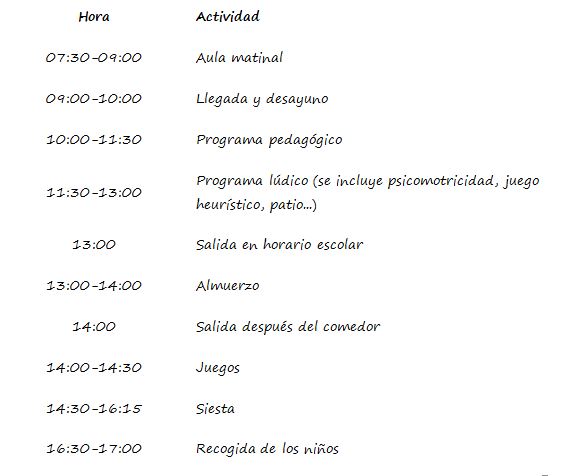 Hora Actividad
07:30-09:00 Aula matinal
09:00-10:00 Llegada y desayuno
10:00-11:30 Programa pedagógico
11:30-13:00 Programa lúdico (se incluye psicomotricidad, juego
heurístico, patio...)
13:00 Salida en horario escolar
13:00-14:00 Almuerzo
14:00 Salida después del comedor
14:00-14:30 Juegos
14:30-16:15 Siesta
16:30-17:00 Recogida de los niños